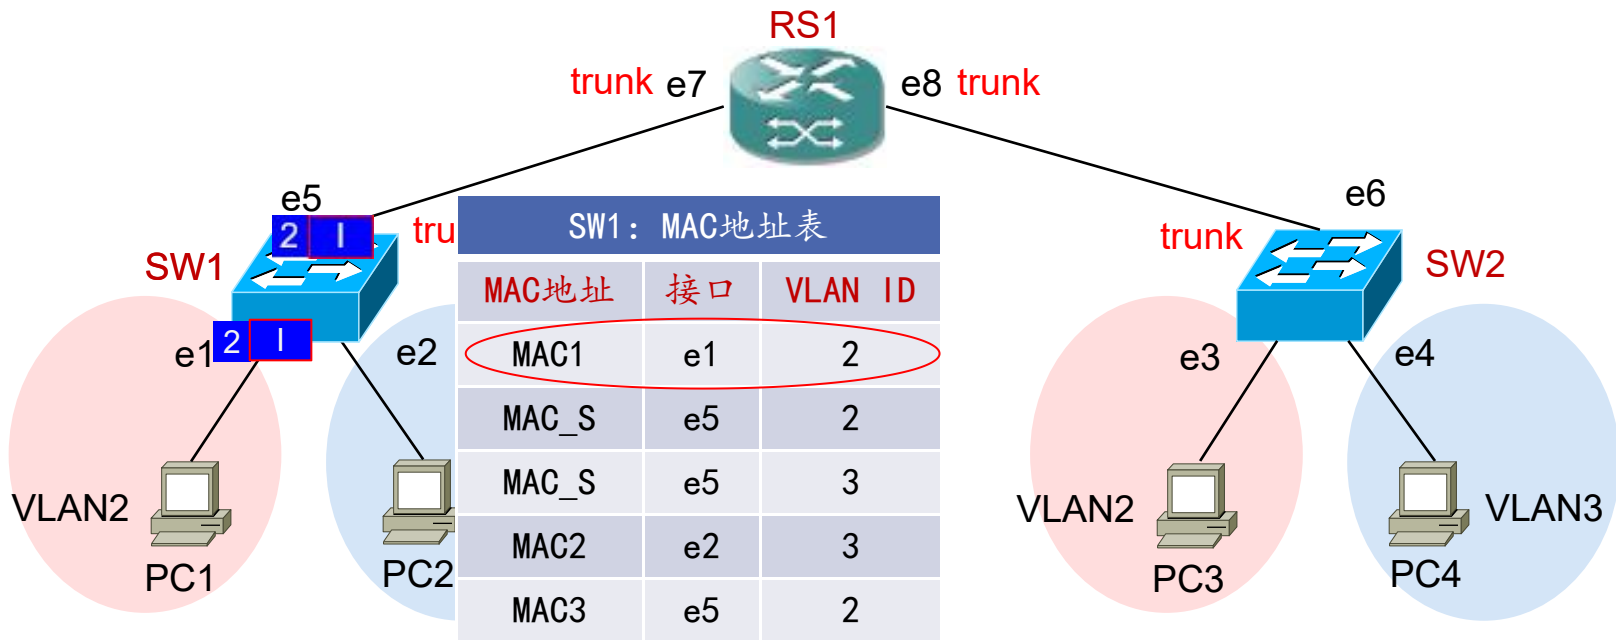 RS1
trunk e7
e8 trunk
e5
2 I
tru
SW1
2 I
e1
e2
VLAN2
PC1
PC2
SW1: MAC地址表
MAC地址 接口 VLAN ID
MAC1 e1 2
MAC_S e5 2
MAC_S e5 3
MAC2 e2 3
MAC3 e5 2
e6
trunk
SW2
e3
e4
VLAN2
VLAN3
PC3
PC4